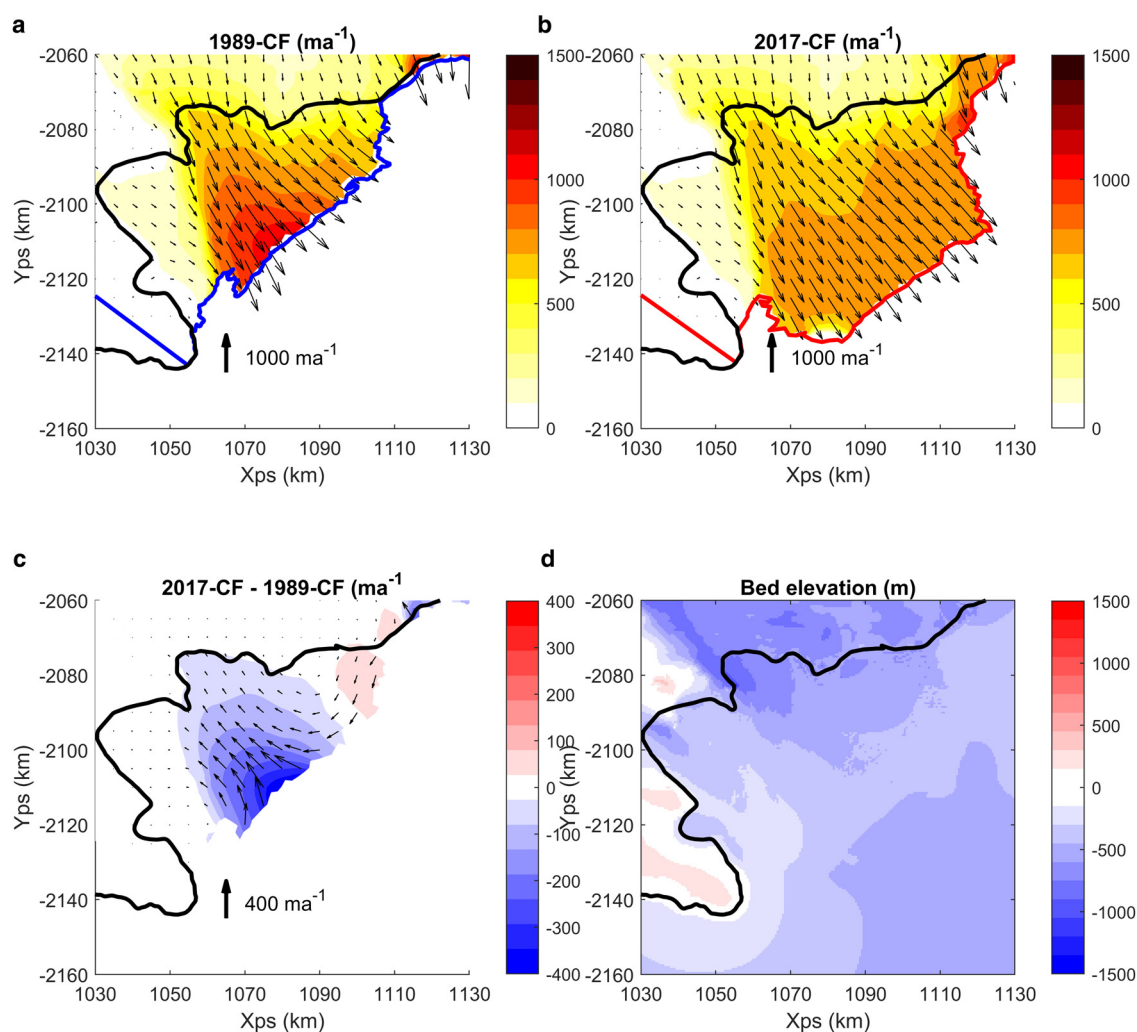 a
1989-CF (ma-1)
-2060
-2080
-2100
-2120
-2140
-2160
Yps (km)
1030 1050 1070 1090 1110 1130
Xps (km)
1000 ma-1
1500
1000
500
0
b
2017-CF (ma-1)
-2060
-2080
-2100
-2120
-2140
-2160
Yps (km)
1030 1050 1070 1090 1110 1130
Xps (km)
1000 ma-1
1500
1000
500
0
c
2017-CF - 1989-CF (ma-1
-2060
-2080
-2100
-2120
-2140
-2160
Yps (km)
1030 1050 1070 1090 1110 1130
Xps (km)
400 ma-1
400
300
200
100
0
-100
-200
-300
-400
d
Bed elevation (m)
-2060
-2080
-2100
-2120
-2140
-2160
Yps (km)
1030 1050 1070 1090 1110 1130
Xps (km)
1500
1000
500
0
-500
-1000
-1500